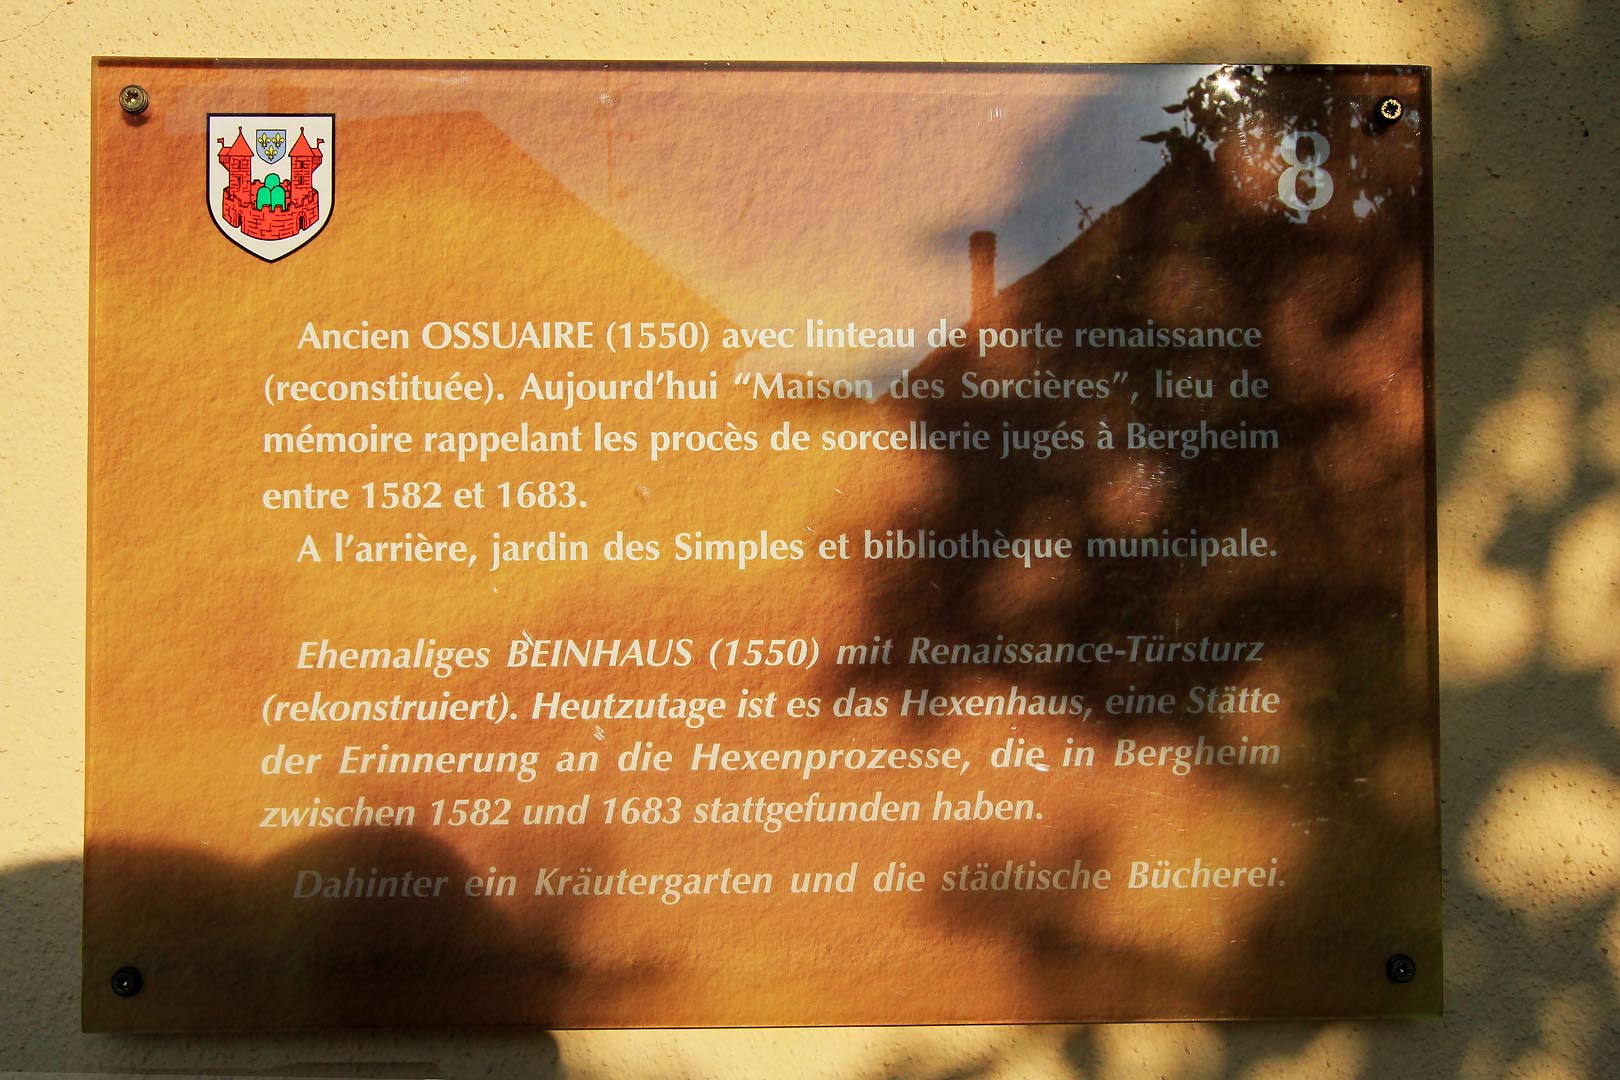 8
Ancien OSSUAIRE (1550) avec linteau de porte renaissance
(reconstituée). Aujourd'hui “Maison des Sorcières”, lieu de
mémoire rappelant les procès de sorcellerie jugés à Bergheim
entre 1582 et 1683.
A l'arrière, jardin des Simples et bibliothèque municipale.
Ehemaliges BEINHAUS (1550) mit Renaissance-Türsturz
(rekonstruiert). Heutzutage ist es das Hexenhaus, eine Stätte
der Erinnerung an die Hexenprozesse, die in Bergheim
zwischen 1582 und 1683 stattgefunden haben.
Dahinter ein Kräutergarten und die städtische Bücherei.